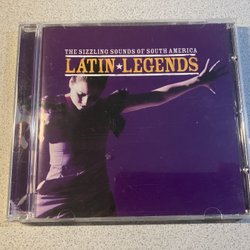 THE SIZZLING SOUNDS OF SOUTH AMERICA
LATIN★LEGENDS